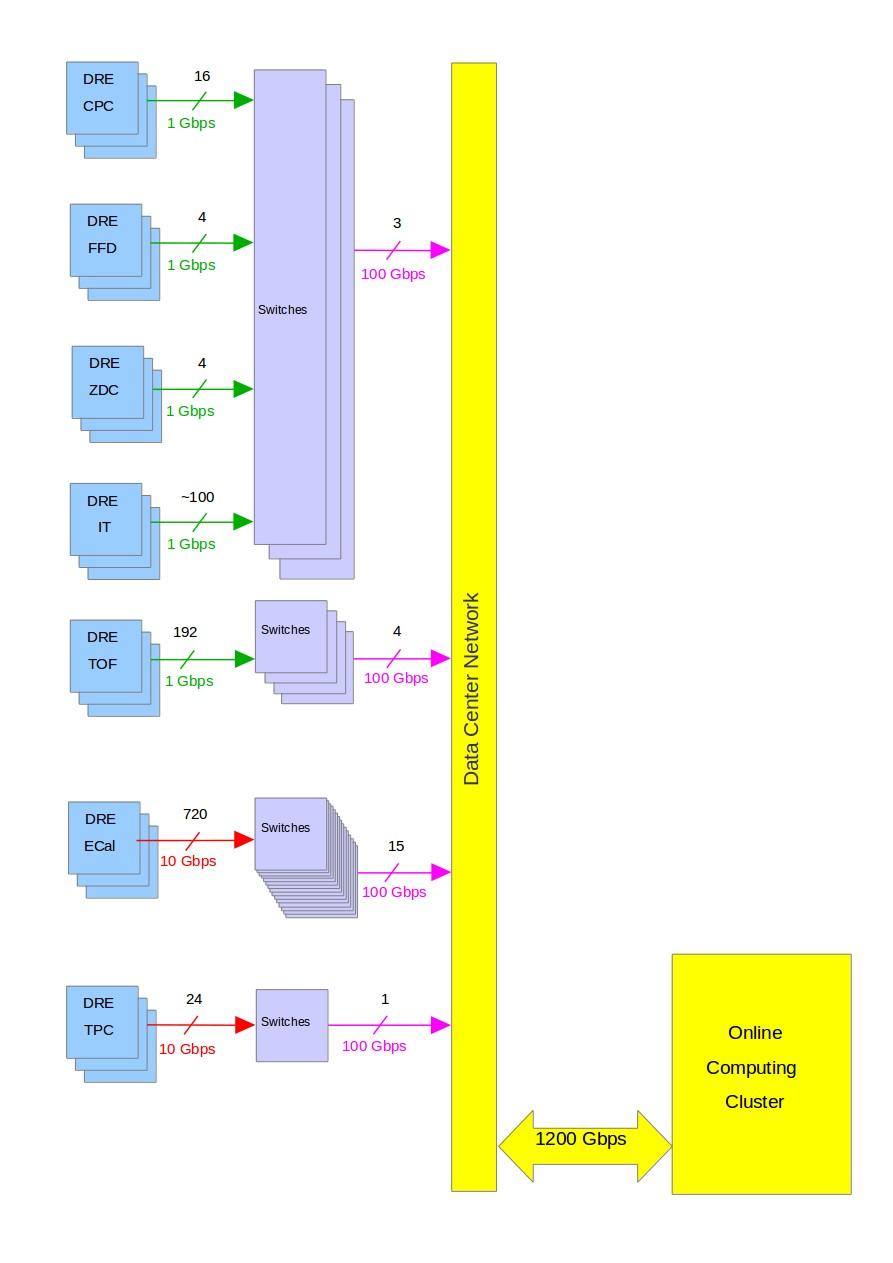 DRE
CPC
16
1 Gbps
DRE
FFD
4
1 Gbps
3
100 Gbps
Switches
DRE
ZDC
4
1 Gbps
DRE
IT
~100
1 Gbps
DRE
TOF
192
1 Gbps
Switches
4
100 Gbps
Data Center Network
DRE
ECal
720
10 Gbps
Switches
15
100 Gbps
DRE
TPC
24
10 Gbps
Switches
1
100 Gbps
Online
Computing
Cluster
1200 Gbps